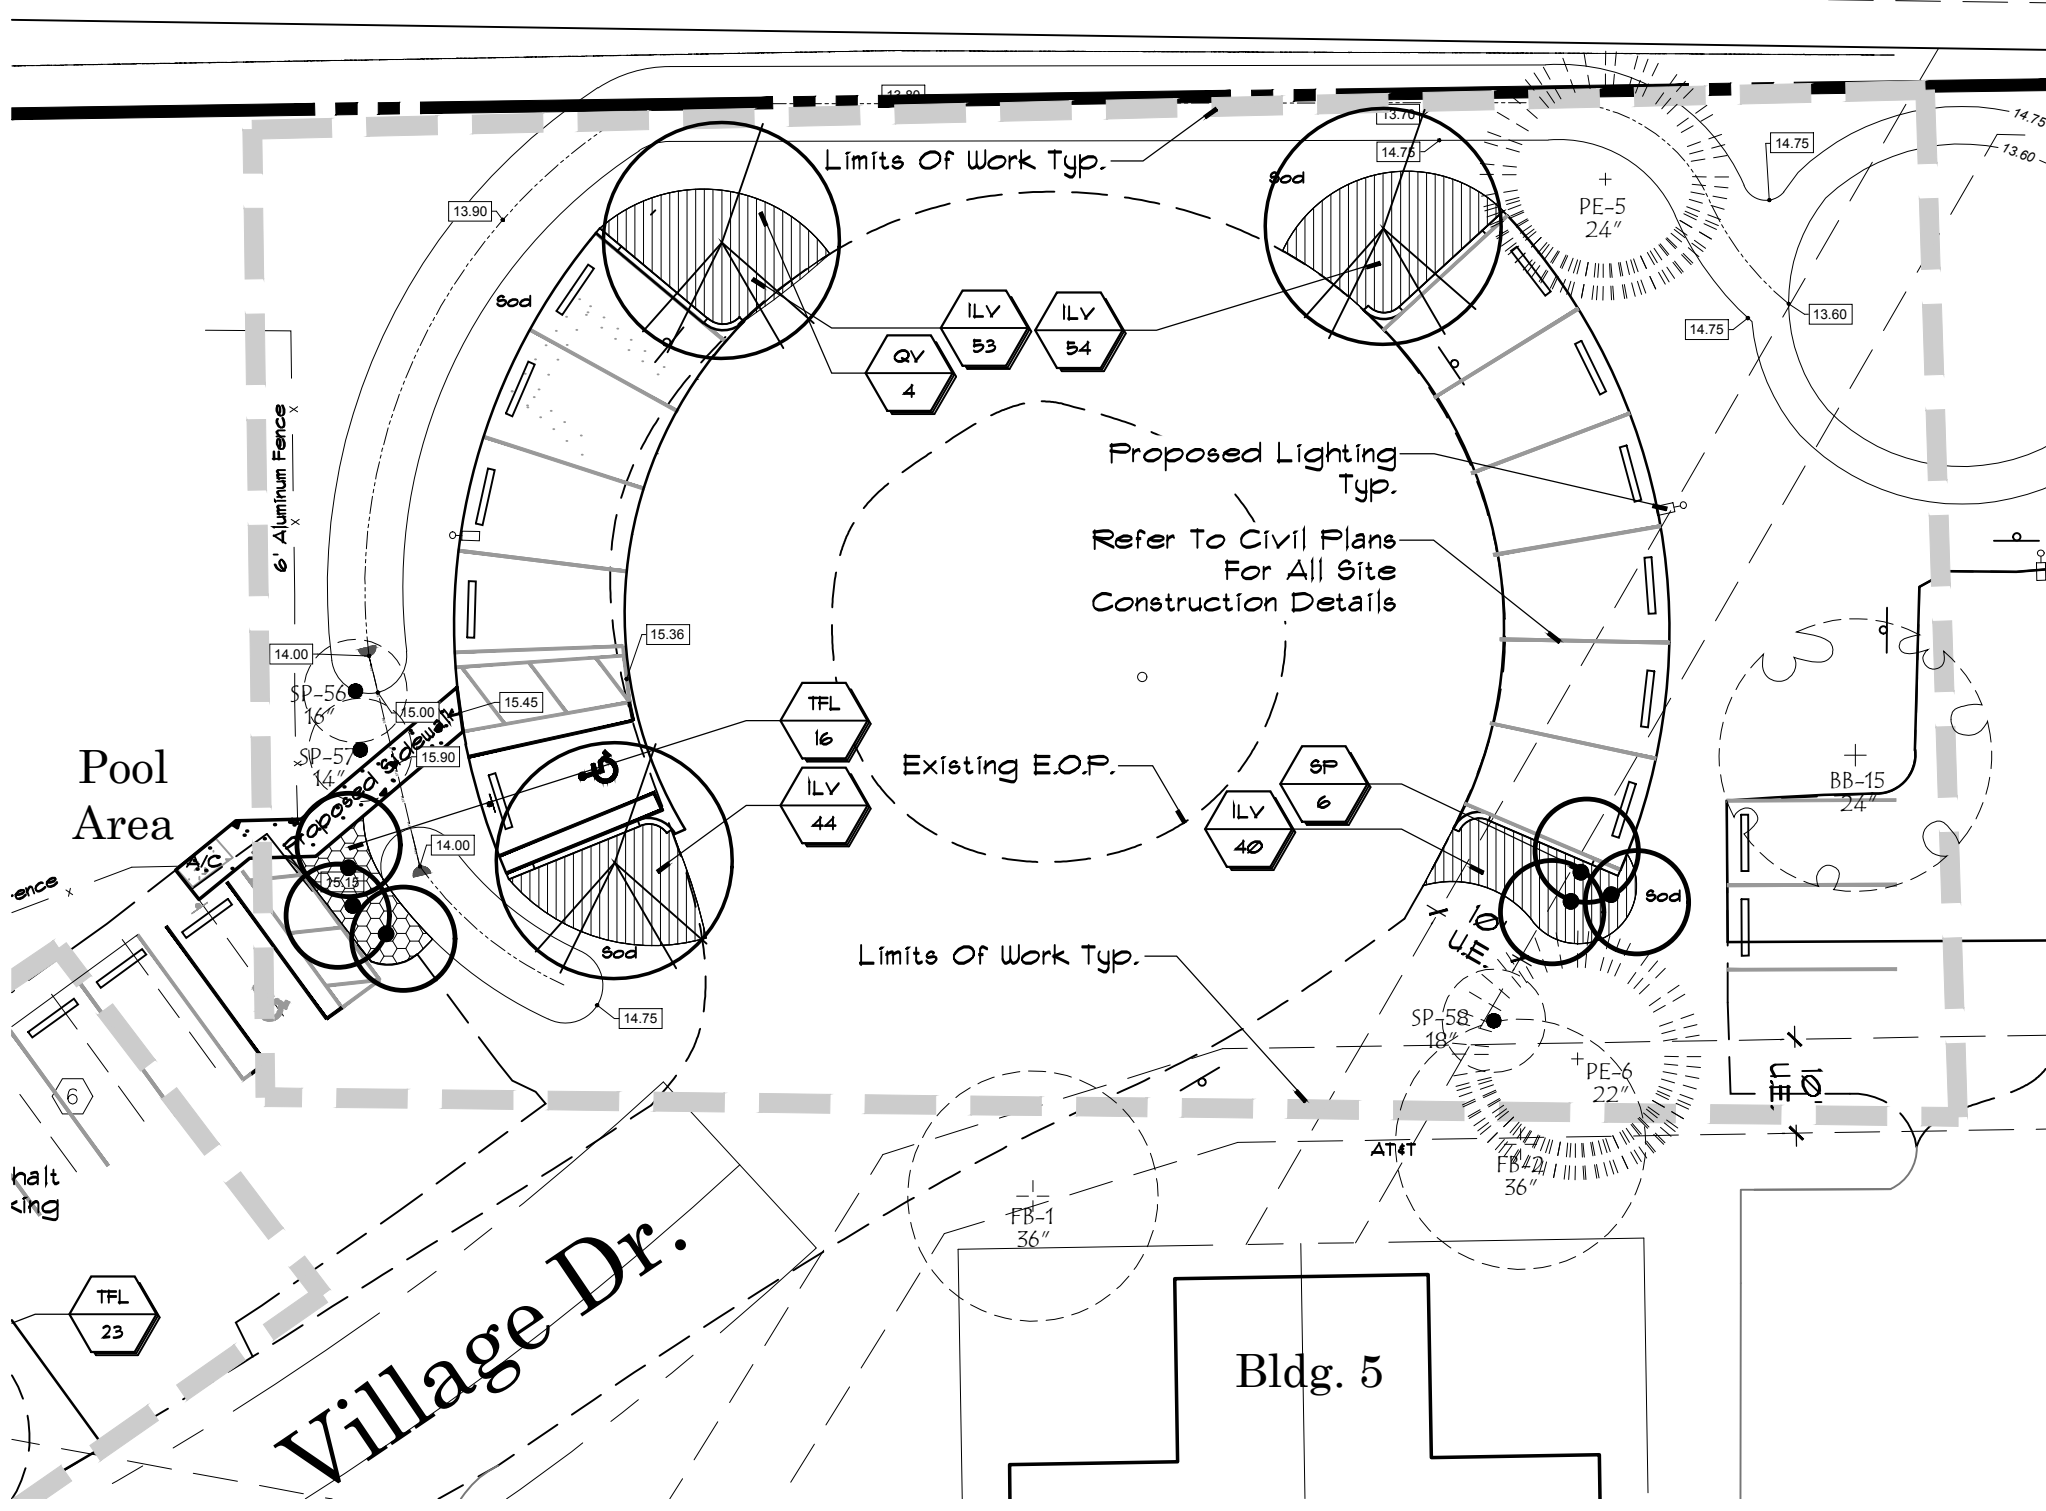 13.80
13.70
14.75
Limits Of Work Typ.
Sod
14.75
14.75
13.60
13.90
PE-5
24"
Sod
ILV
53
ILV
54
QV
4
14.75
13.60
6' Aluminum Fence
Proposed Lighting
Typ.
Refer To Civil Plans
For All Site
Construction Details
15.36
14.00
SP-56
16"
15.00
15.45
15.90
SP-57
14"
Proposed Sidewalk
TFL
16
ILV
44
Existing E.O.P.
SP
6
ILV
40
BB-15
24"
Pool
Area
A/C
15.15
14.00
ence
Sod
Sod
10'
U.E.
Limits Of Work Typ.
14.75
SP-58
18"
PE-6
22"
10'
U.E.
6
AT&T
FB-2
36"
FB-1
36"
halt
king
TFL
23
Village Dr.
Bldg. 5